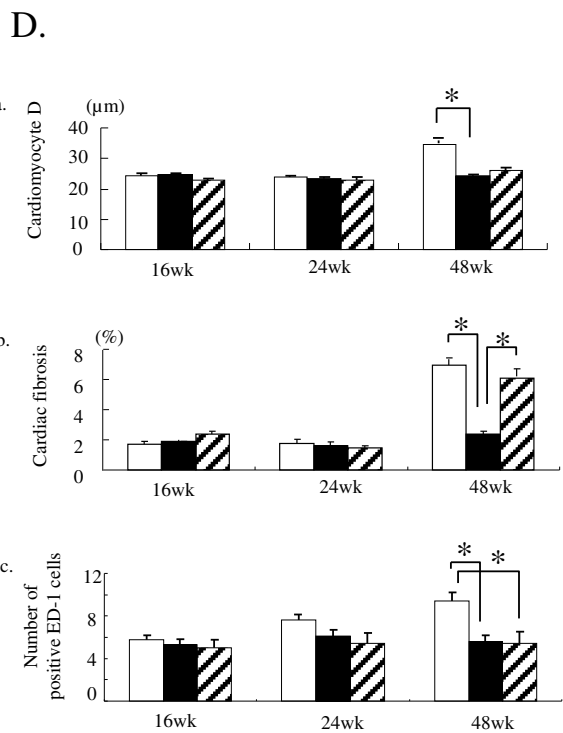 D.
(µm)
Cardiomyocyte D
40
30
20
10
0
*
16wk
24wk
48wk
b.
(%)
Cardiac fibrosis
8
6
4
2
0
*
*
16wk
24wk
48wk
c.
Number of
positive ED-1 cells
12
8
4
0
*
*
16wk
24wk
48wk